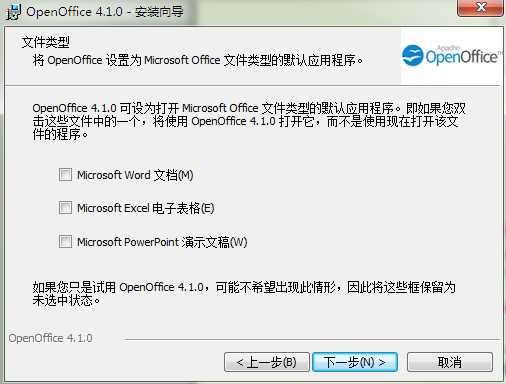 OpenOffice 4.1.0 - 安装向导
文件类型
将 OpenOffice 设置为 Microsoft Office 文件类型的默认应用程序。
Apache
OpenOffice™
OpenOffice 4.1.0 可设为打开 Microsoft Office 文件类型的默认应用程序。即如果您双
击这些文件中的一个，将使用 OpenOffice 4.1.0 打开它，而不是使用现在打开该文
件的程序。
Microsoft Word 文档(M)
Microsoft Excel 电子表格(E)
Microsoft PowerPoint 演示文稿(W)
如果您只是试用 OpenOffice 4.1.0，可能不希望出现此情形，因此将这些框保留为
未选中状态。
OpenOffice 4.1.0
< 上一步(B)
下一步(N) >
取消